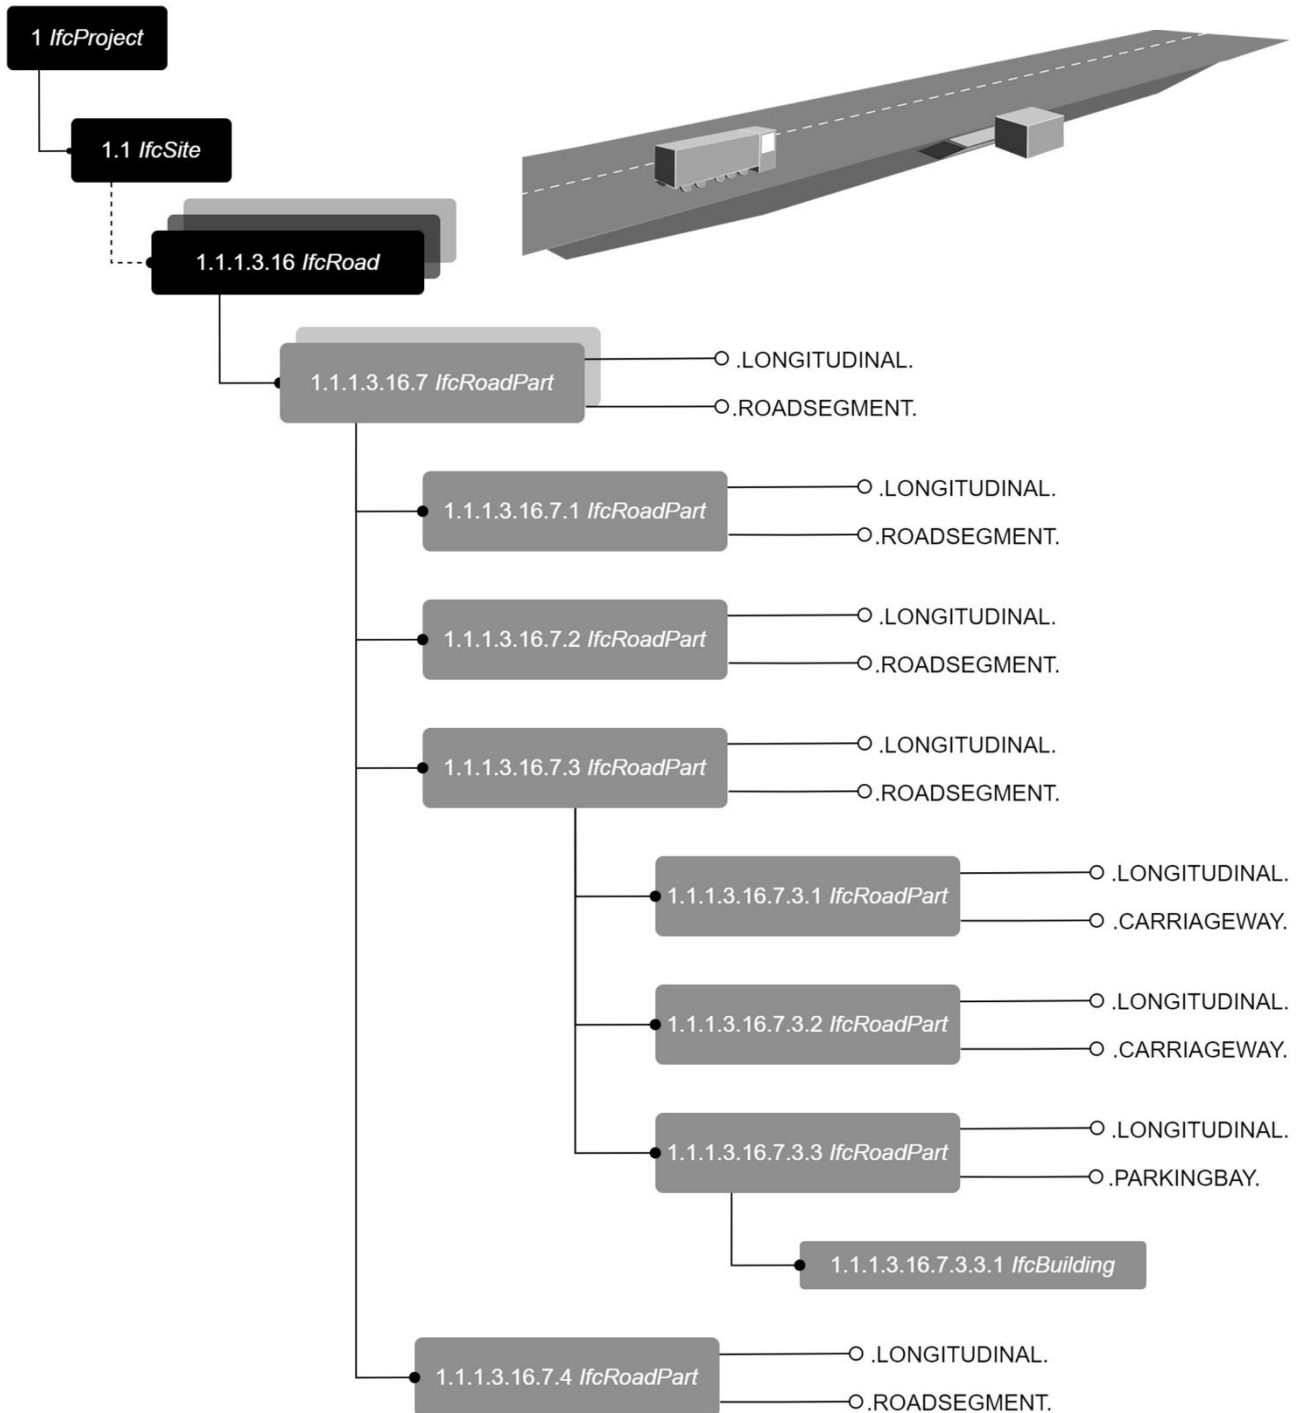 1 IfcProject
1.1 IfcSite
1.1.1.3.16 IfcRoad
1.1.1.3.16.7 IfcRoadPart
.LONGITUDINAL.
.ROADSEGMENT.
1.1.1.3.16.7.1 IfcRoadPart
.LONGITUDINAL.
.ROADSEGMENT.
1.1.1.3.16.7.2 IfcRoadPart
.LONGITUDINAL.
.ROADSEGMENT.
1.1.1.3.16.7.3 IfcRoadPart
.LONGITUDINAL.
.ROADSEGMENT.
1.1.1.3.16.7.3.1 IfcRoadPart
.LONGITUDINAL.
.CARRIAGEWAY.
1.1.1.3.16.7.3.2 IfcRoadPart
.LONGITUDINAL.
.CARRIAGEWAY.
1.1.1.3.16.7.3.3 IfcRoadPart
.LONGITUDINAL.
.PARKINGBAY.
1.1.1.3.16.7.3.3.1 IfcBuilding
1.1.1.3.16.7.4 IfcRoadPart
.LONGITUDINAL.
.ROADSEGMENT.